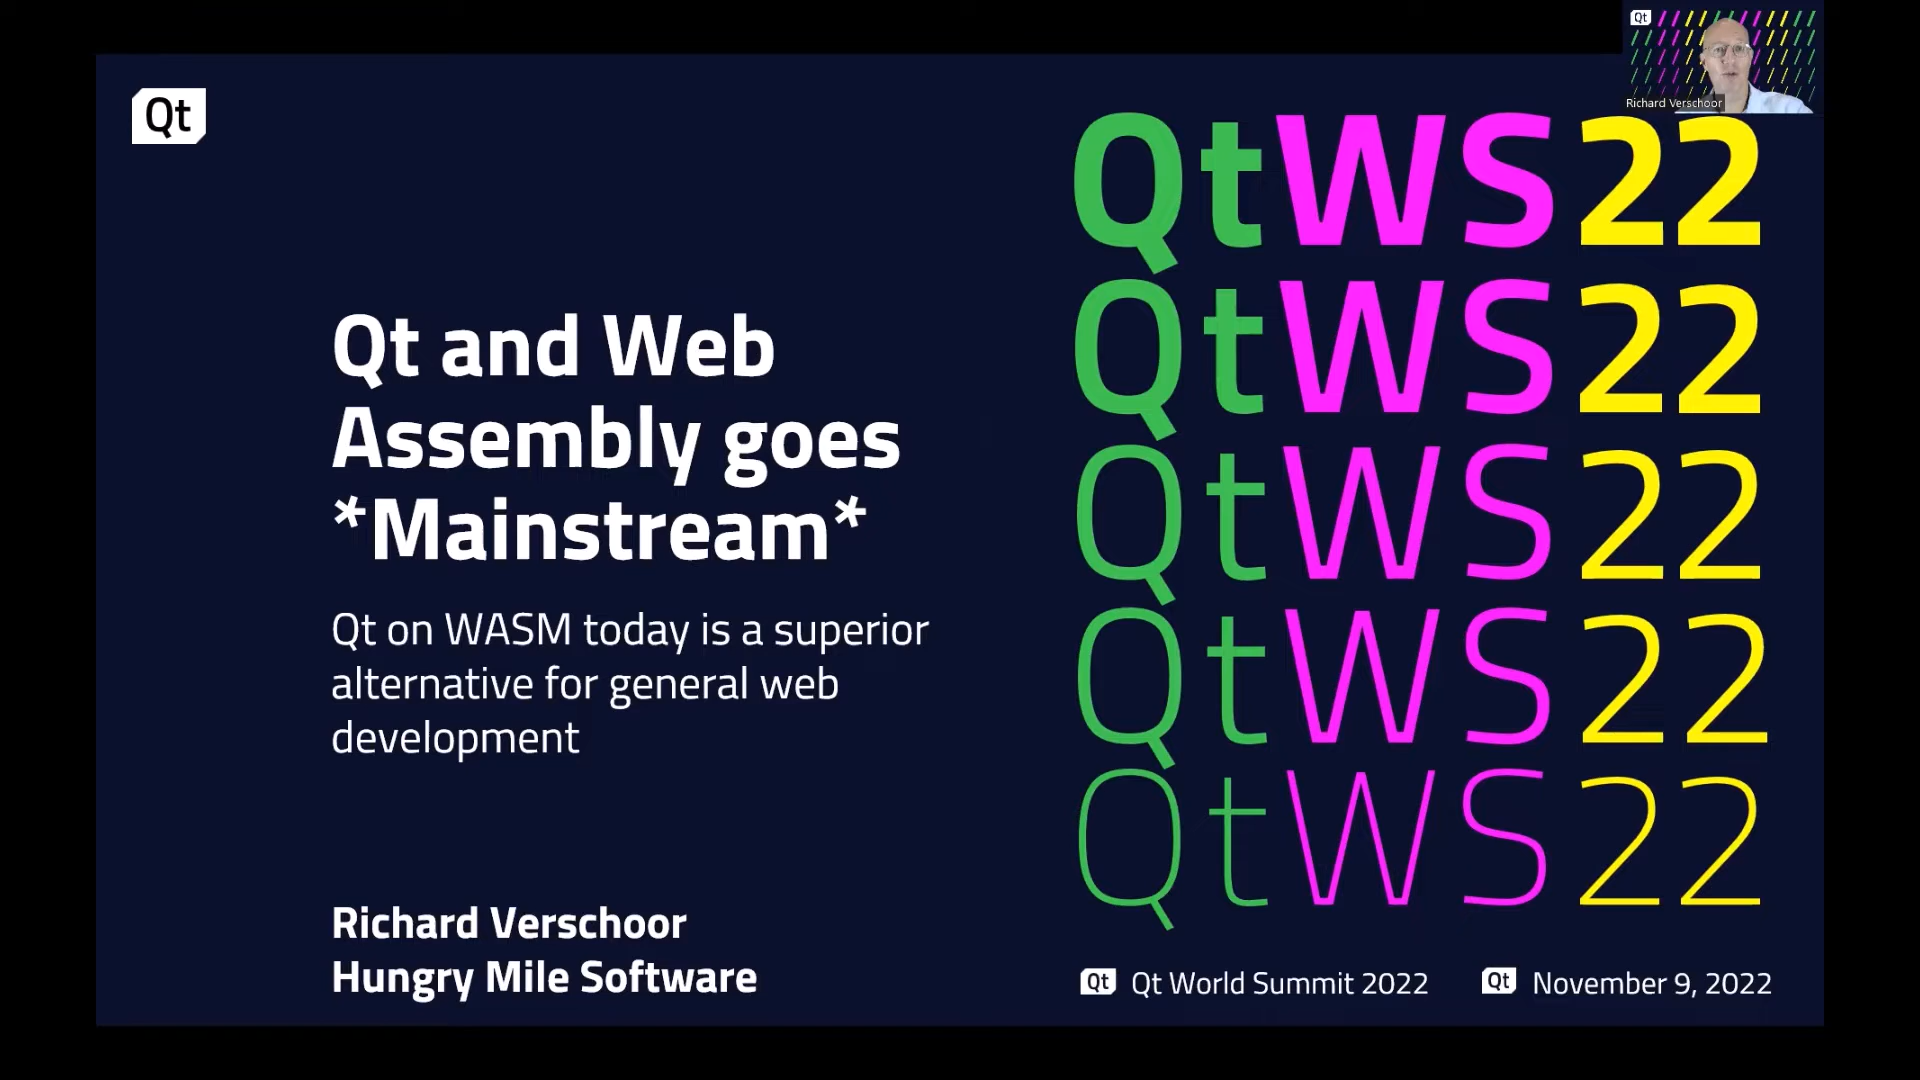 Qt
Richard Verschoor
Qt
QtWS22
QtWS22
QtWS22
QtWS22
QtWS22
Qt and Web
Assembly goes
*Mainstream*
Qt on WASM today is a superior
alternative for general web
development
Richard Verschoor
Hungry Mile Software
Qt Qt World Summit 2022
Qt November 9, 2022